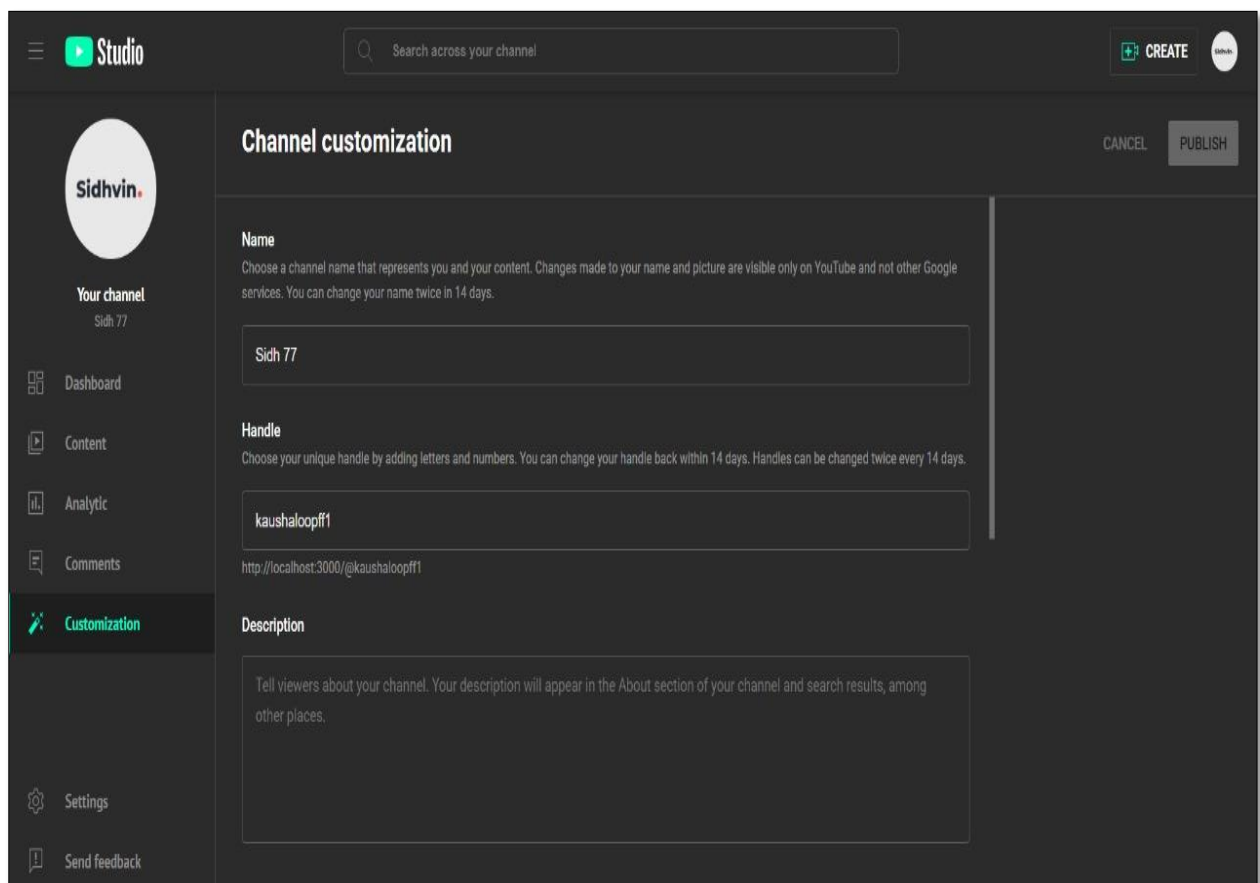 Studio
Search across your channel
CREATE
Sidhvin.
Sidhvin.
Your channel
Sidh 77
Dashboard
Content
Analytic
Comments
Customization
Settings
Send feedback
Channel customization
CANCEL
PUBLISH
Name
Choose a channel name that represents you and your content. Changes made to your name and picture are visible only on YouTube and not other Google
services. You can change your name twice in 14 days.
Sidh 77
Handle
Choose your unique handle by adding letters and numbers. You can change your handle back within 14 days. Handles can be changed twice every 14 days.
kaushaloopff1
http://localhost:3000/@kaushaloopff1
Description
Tell viewers about your channel. Your description will appear in the About section of your channel and search results, among
other places.